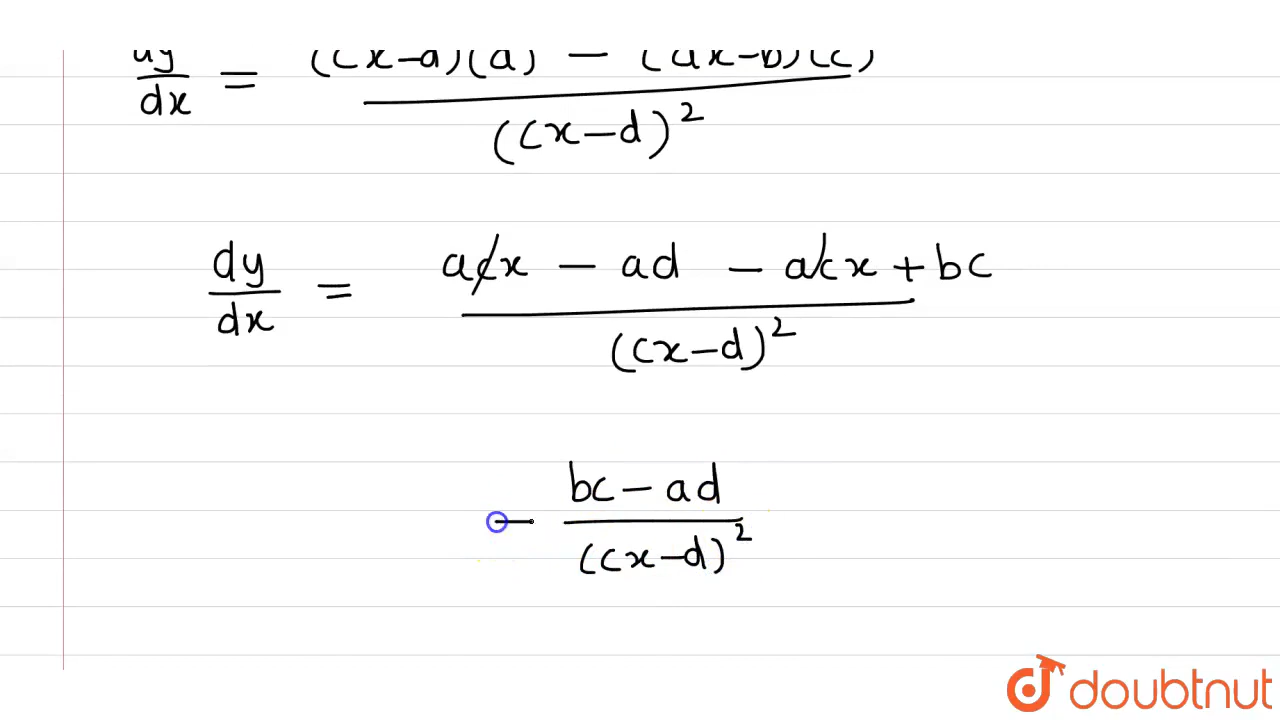 dy/dx = ((cx-d)(a) - (ax-b)(c))/((cx-d)^2)
dy/dx = (acx - ad - acx + bc)/((cx-d)^2)
- (bc - ad)/((cx-d)^2)
doubtnut